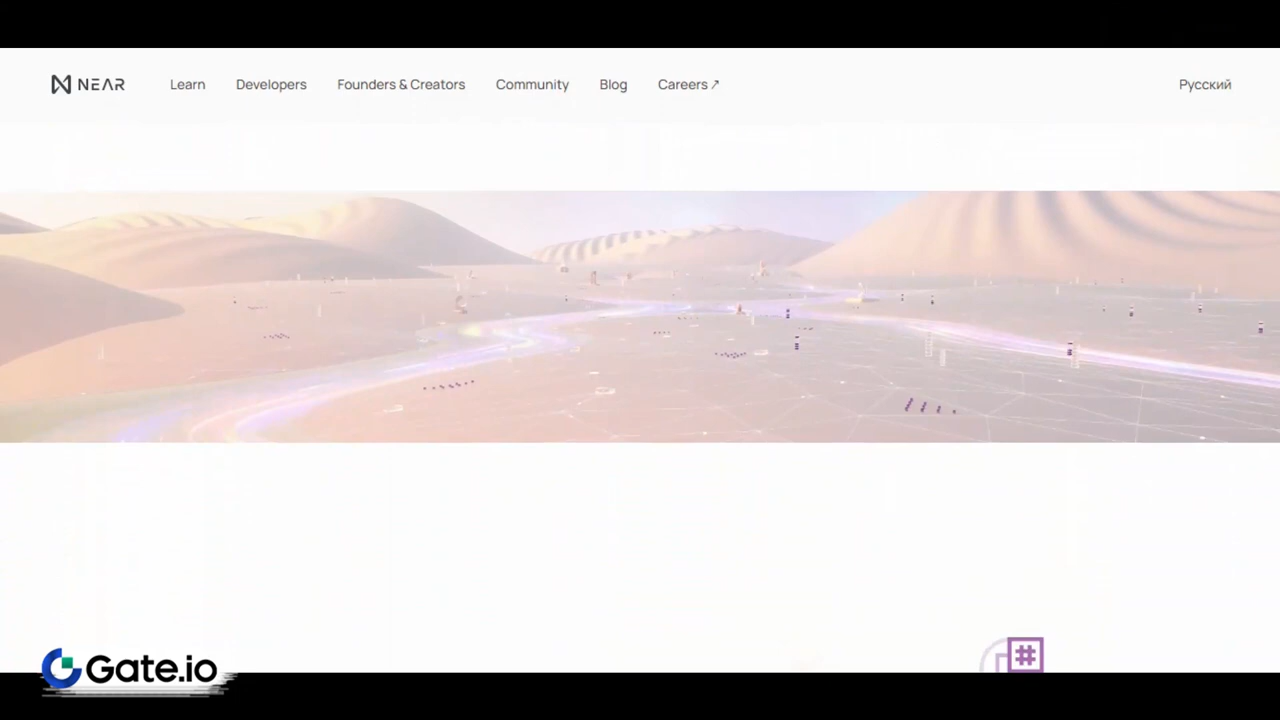 NEAR Learn Developers Founders & Creators Community Blog Careers ↗ Русский
#
Gate.io